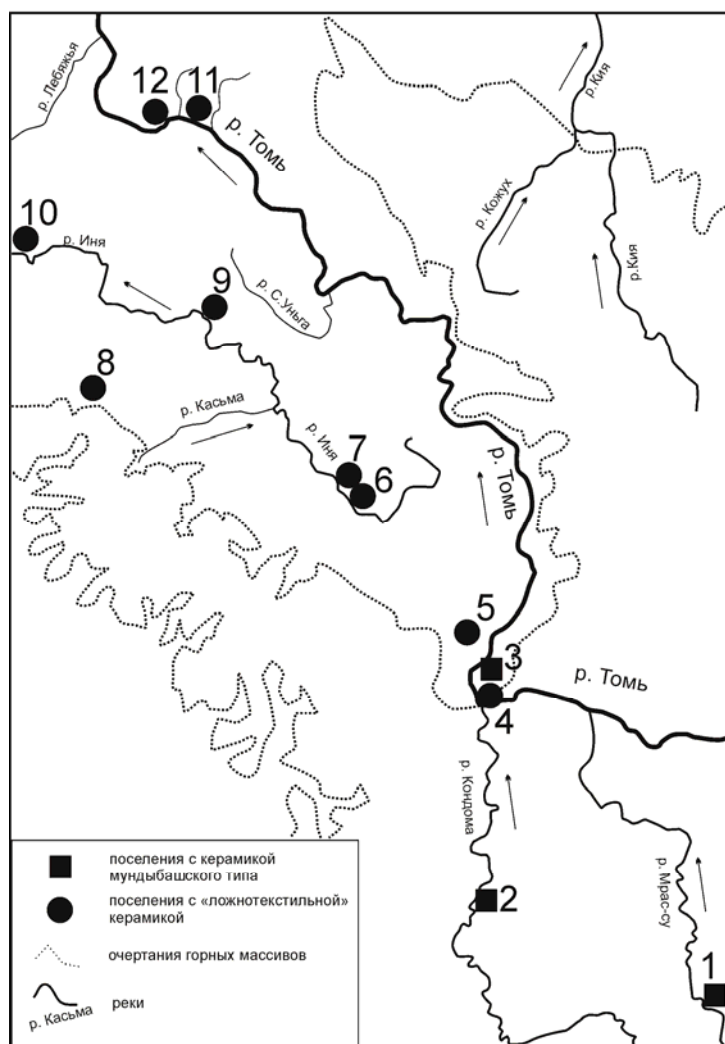 р. Лебяжья
12
11
р. Томь
р. Кия
р. Кожух
р.Кия
10
р. Иня
9
р. С.Уньга
8
р. Касьма
р. Иня
7
6
р. Томь
5
3
р. Томь
4
р. Кондома
р. Мрас-су
2
1
поселения с керамикой
мундыбашского типа
поселения с «ложнотекстильной»
керамикой
очертания горных массивов
реки
р. Касьма